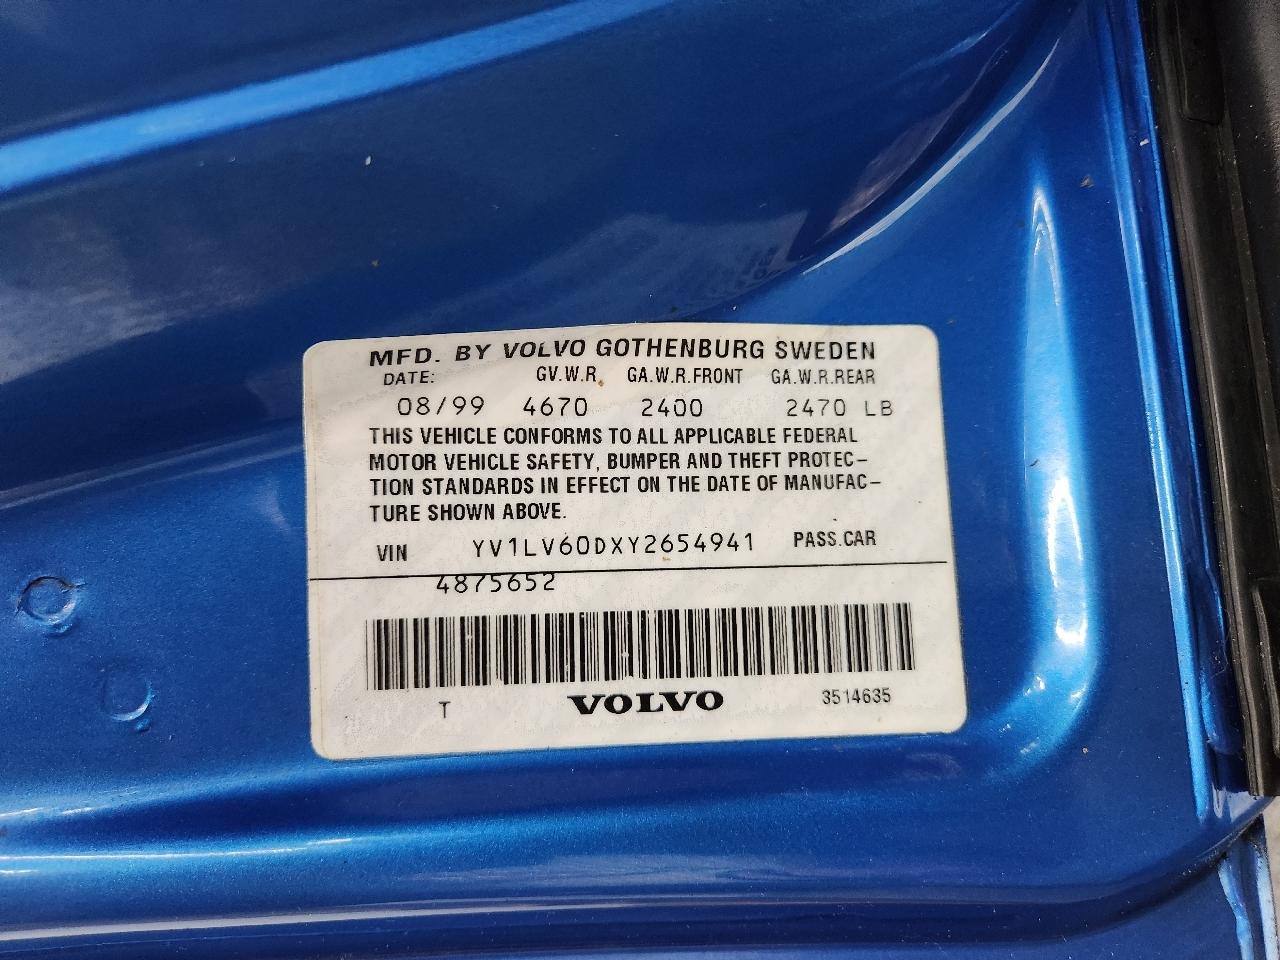 MFD. BY VOLVO GOTHENBURG SWEDEN
DATE: GV.W.R. GA.W.R.FRONT GA.W.R.REAR
08/99 4670 2400 2470 LB
THIS VEHICLE CONFORMS TO ALL APPLICABLE FEDERAL
MOTOR VEHICLE SAFETY, BUMPER AND THEFT PROTEC-
TION STANDARDS IN EFFECT ON THE DATE OF MANUFAC-
TURE SHOWN ABOVE.
VIN YV1LV60DXY2654941 PASS.CAR
4875652
T VOLVO 3514635